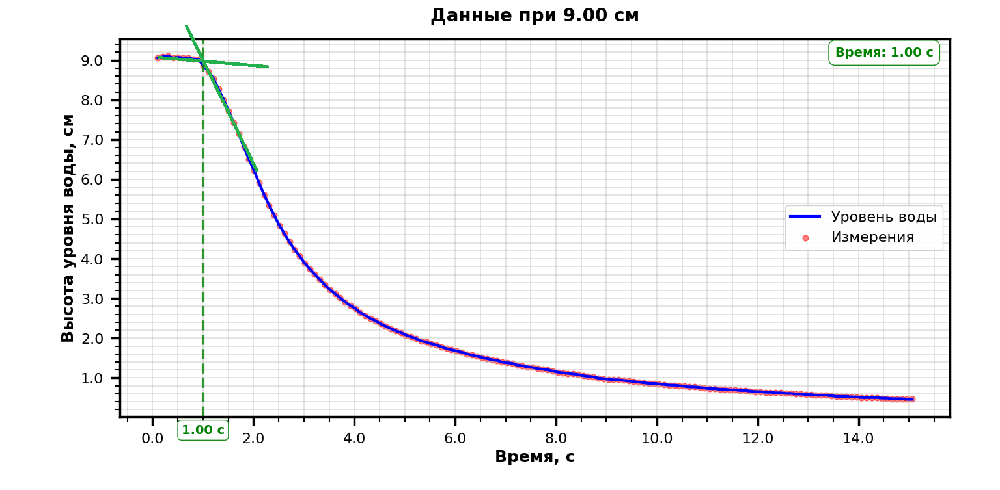 Данные при 9.00 см
Время: 1.00 с
9.0
8.0
7.0
6.0
5.0
4.0
3.0
2.0
1.0
Высота уровня воды, см
Уровень воды
Измерения
1.00 с
0.0 2.0 4.0 6.0 8.0 10.0 12.0 14.0
Время, с